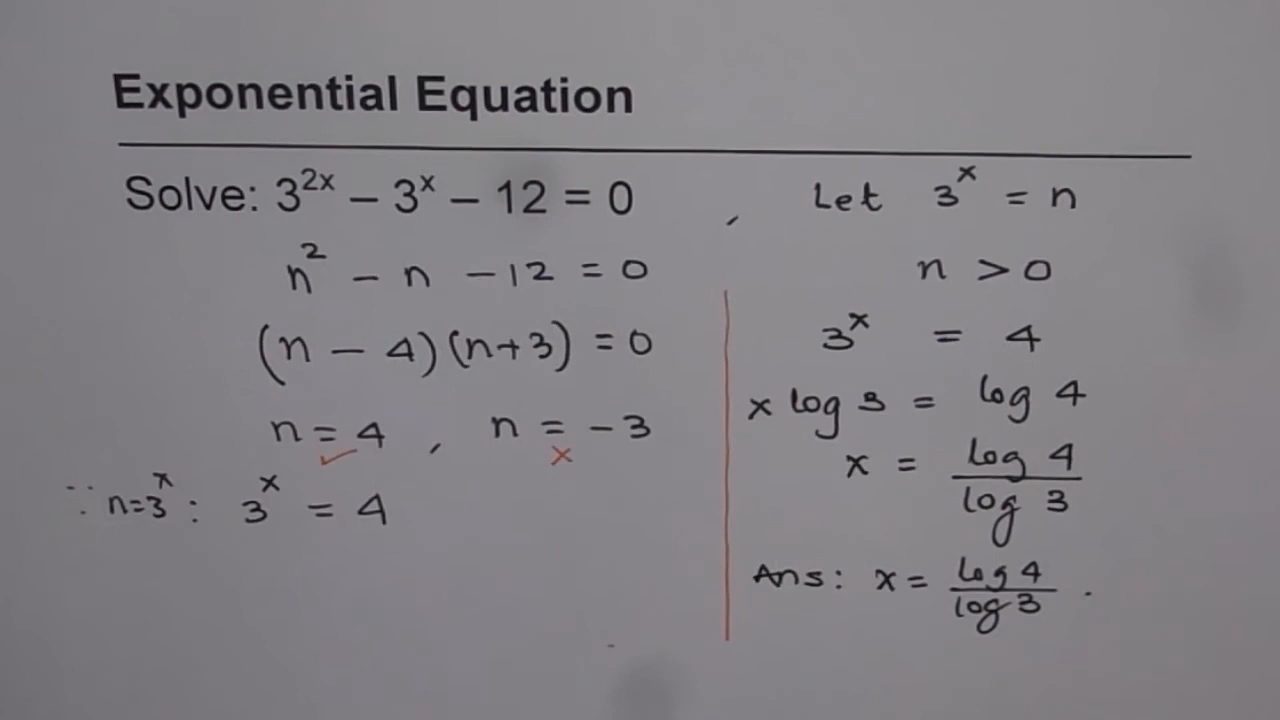 Exponential Equation
Solve: 3^{2x} – 3^x – 12 = 0 , Let 3^x = n
n^2 – n – 12 = 0
(n – 4)(n+3) = 0
n = 4 , n = – 3
✓ ×
∵ n=3^x : 3^x = 4
n > 0
3^x = 4
x log 3 = log 4
x = log 4 / log 3
Ans: x = log 4 / log 3 .